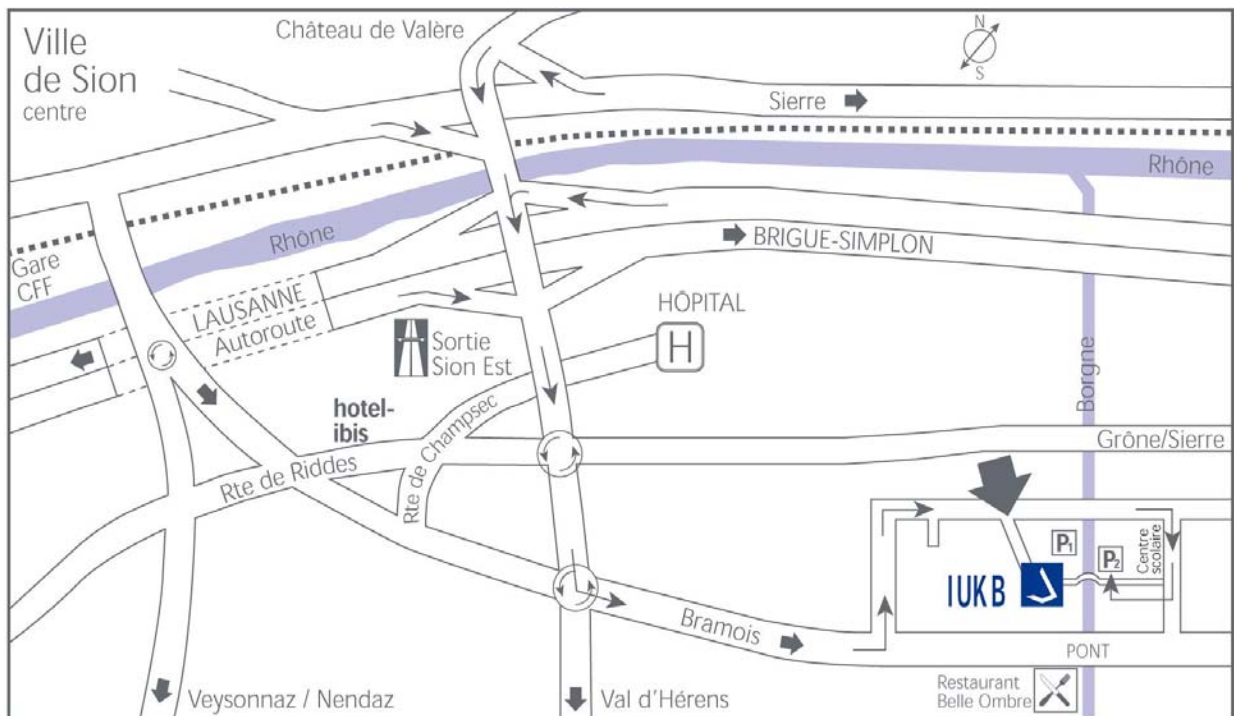 Ville
de Sion
centre
Château de Valère
N
S
Sierre
Rhône
Rhône
Gare
CFF
LAUSANNE
Autoroute
BRIGUE-SIMPLON
Sortie
Sion Est
HÔPITAL
H
Borgne
hotel-
ibis
Rte de Riddes
Rte de Champsec
Grône/Sierre
P1
P2
Centre
scolaire
IUKB
Bramois
PONT
Restaurant
Belle Ombre
Veysonnaz / Nendaz
Val d'Hérens